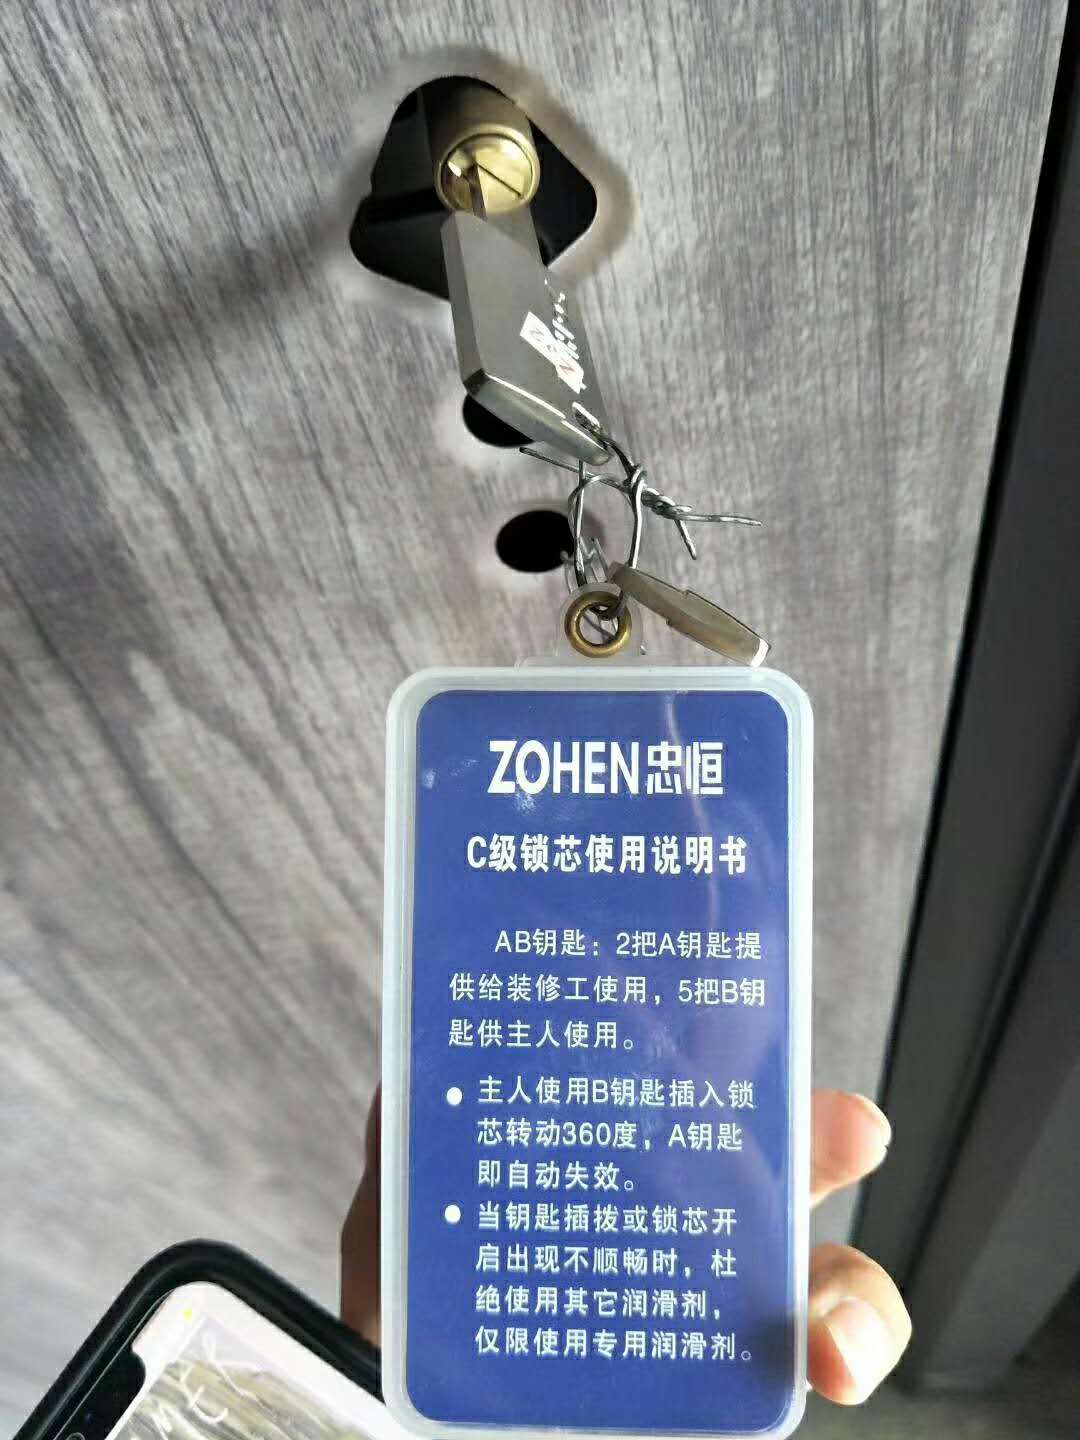 ZOHEN忠恒
C级锁芯使用说明书
AB钥匙：2把A钥匙提
供给装修工使用，5把B钥
匙供主人使用。
● 主人使用B钥匙插入锁
芯转动360度，A钥匙
即自动失效。
● 当钥匙插拨或锁芯开
启出现不顺畅时，杜
绝使用其它润滑剂，
仅限使用专用润滑剂。